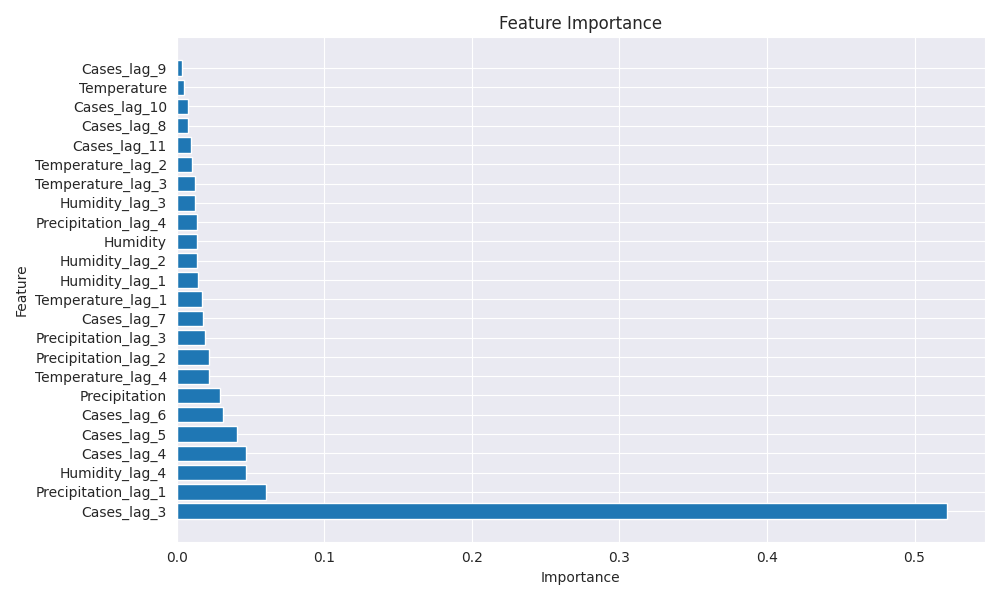 Feature Importance
Feature
Cases_lag_9
Temperature
Cases_lag_10
Cases_lag_8
Cases_lag_11
Temperature_lag_2
Temperature_lag_3
Humidity_lag_3
Precipitation_lag_4
Humidity
Humidity_lag_2
Humidity_lag_1
Temperature_lag_1
Cases_lag_7
Precipitation_lag_3
Precipitation_lag_2
Temperature_lag_4
Precipitation
Cases_lag_6
Cases_lag_5
Cases_lag_4
Humidity_lag_4
Precipitation_lag_1
Cases_lag_3
0.0 0.1 0.2 0.3 0.4 0.5
Importance